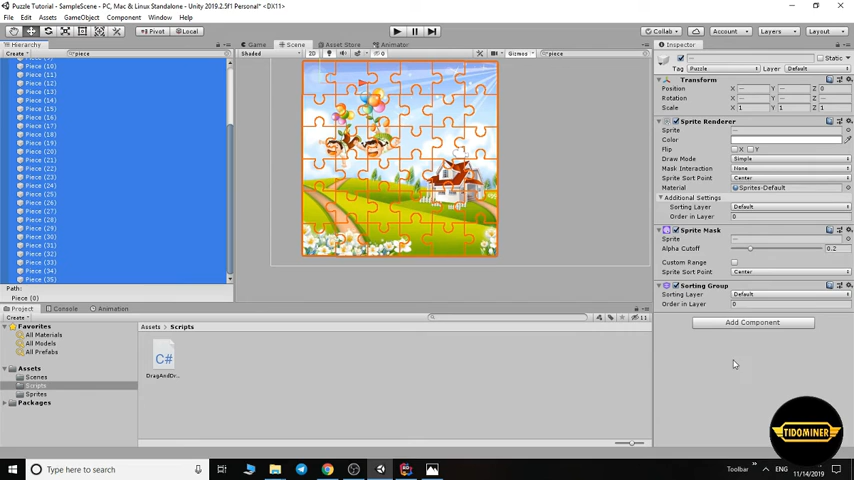 Puzzle Tutorial - SampleScene - PC, Mac & Linux Standalone - Unity 2019.2.5f1 Personal* <DX11>
File Edit Assets GameObject Component Window Help
Pivot Local Collab Account Layers Layout
Hierarchy Game Scene Asset Store Animator Inspector
Create piece Shaded 2D 0 Gizmos piece Static
Tag Puzzle Layer Default
Piece (10)
Piece (11)
Piece (12)
Piece (13)
Piece (14)
Piece (15)
Piece (16)
Piece (17)
Piece (18)
Piece (19)
Piece (20)
Piece (21)
Piece (22)
Piece (23)
Piece (24)
Piece (25)
Piece (26)
Piece (27)
Piece (28)
Piece (29)
Piece (30)
Piece (31)
Piece (32)
Piece (33)
Piece (34)
Piece (35)
Path:
Piece (0)
Transform
Position X — Y — Z 0
Rotation X — Y — Z —
Scale X 1 Y 1 Z 1
Sprite Renderer
Sprite —
Color
Flip X Y
Draw Mode Simple
Mask Interaction None
Sprite Sort Point Center
Material Sprites-Default
Additional Settings
Sorting Layer Default
Order in Layer 0
Sprite Mask
Sprite —
Alpha Cutoff 0.2
Custom Range
Sprite Sort Point Center
Sorting Group
Sorting Layer Default
Order in Layer 0
Add Component
Project Console Animation
Create 11
Favorites
All Materials
All Models
All Prefabs
Assets
Scenes
Scripts
Sprites
Packages
Assets Scripts
C#
DragAndDr...
TIDOMINER
Type here to search
Toolbar ENG 11/14/2019